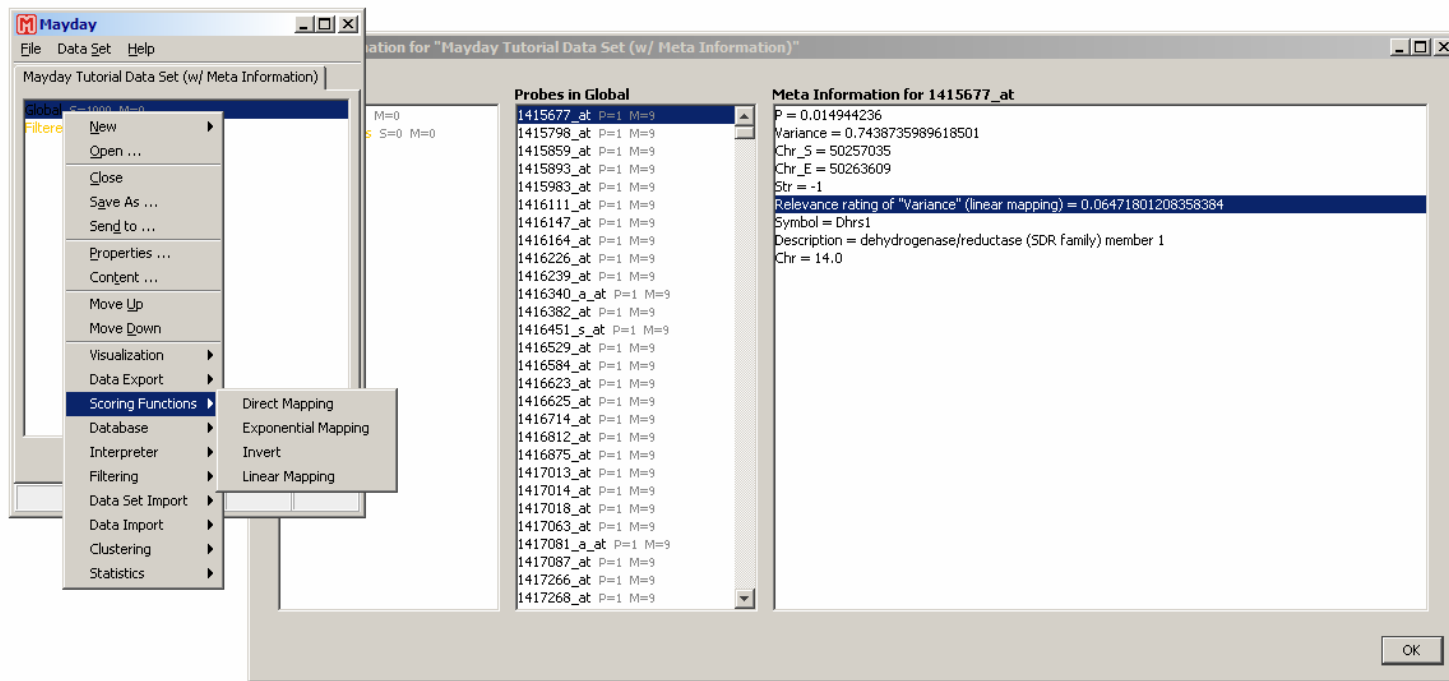 Mayday
File Data Set Help
Mayday Tutorial Data Set (w/ Meta Information)
Global S=1000 M=0
Filtere
New
Open ...
Close
Save As ...
Send to ...
Properties ...
Content ...
Move Up
Move Down
Visualization
Data Export
Scoring Functions
Database
Interpreter
Filtering
Data Set Import
Data Import
Clustering
Statistics
Direct Mapping
Exponential Mapping
Invert
Linear Mapping
ation for "Mayday Tutorial Data Set (w/ Meta Information)"
M=0
s S=0 M=0
Probes in Global
1415677_at P=1 M=9
1415798_at P=1 M=9
1415859_at P=1 M=9
1415893_at P=1 M=9
1415983_at P=1 M=9
1416111_at P=1 M=9
1416147_at P=1 M=9
1416164_at P=1 M=9
1416226_at P=1 M=9
1416239_at P=1 M=9
1416340_a_at P=1 M=9
1416382_at P=1 M=9
1416451_s_at P=1 M=9
1416529_at P=1 M=9
1416584_at P=1 M=9
1416623_at P=1 M=9
1416625_at P=1 M=9
1416714_at P=1 M=9
1416812_at P=1 M=9
1416875_at P=1 M=9
1417013_at P=1 M=9
1417014_at P=1 M=9
1417018_at P=1 M=9
1417063_at P=1 M=9
1417081_a_at P=1 M=9
1417087_at P=1 M=9
1417266_at P=1 M=9
1417268_at P=1 M=9
Meta Information for 1415677_at
P = 0.014944236
Variance = 0.7438735989618501
Chr_S = 50257035
Chr_E = 50263609
Str = -1
Relevance rating of "Variance" (linear mapping) = 0.06471801208358384
Symbol = Dhrs1
Description = dehydrogenase/reductase (SDR family) member 1
Chr = 14.0
OK